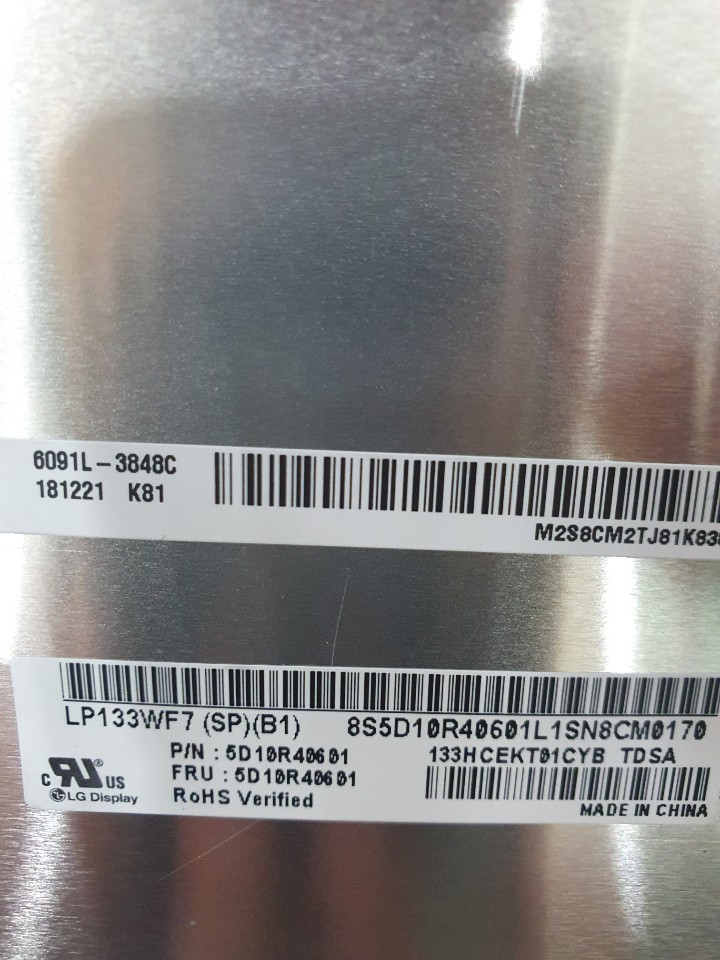 6091L-3848C
181221 K81
M2S8CM2TJ81K83
LP133WF7 (SP)(B1) 8S5D10R40601L1SN8CM0170
P/N : 5D10R40601 133HCEKT01CYB TDSA
FRU : 5D10R40601
c RU® US
LG Display
RoHS Verified
MADE IN CHINA